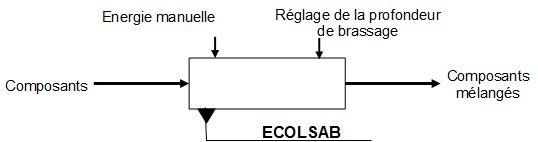 Energie manuelle
Réglage de la profondeur
de brassage
Composants
Composants
mélangés
ECOLSAB